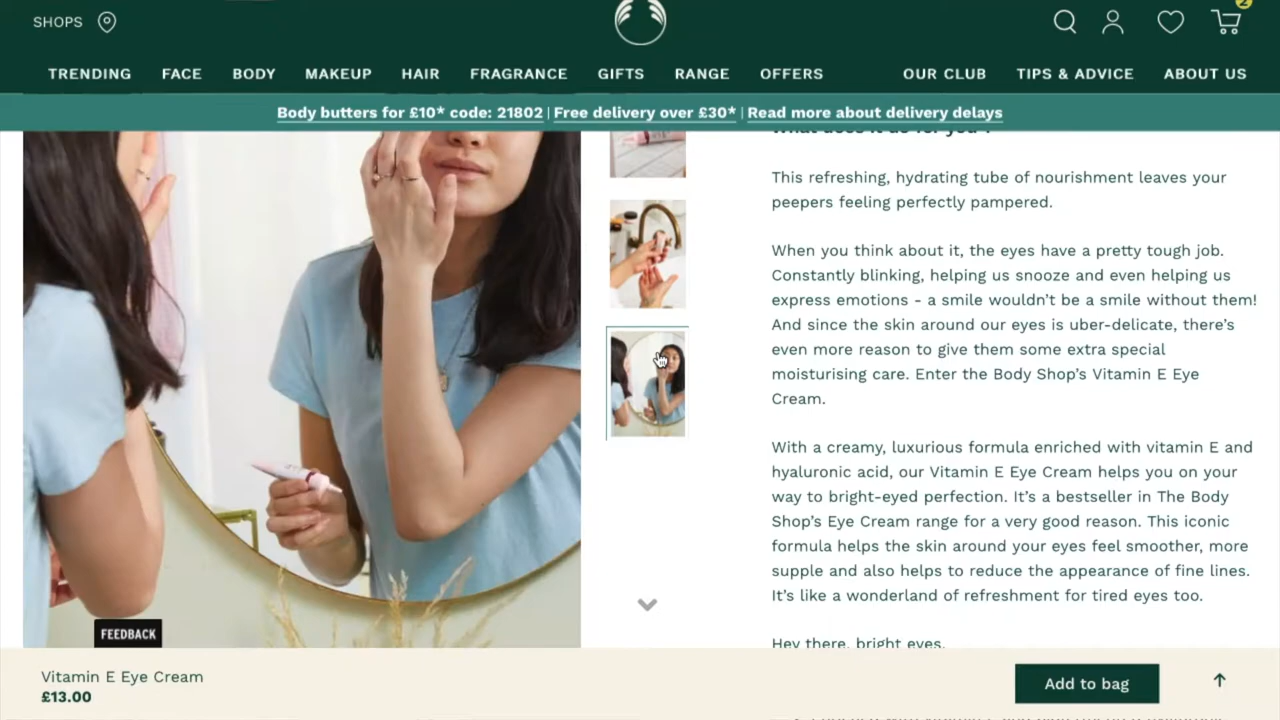 SHOPS
2
TRENDING FACE BODY MAKEUP HAIR FRAGRANCE GIFTS RANGE OFFERS OUR CLUB TIPS & ADVICE ABOUT US
Body butters for £10* code: 21802 | Free delivery over £30* | Read more about delivery delays
What does it do for you?
This refreshing, hydrating tube of nourishment leaves your
peepers feeling perfectly pampered.
When you think about it, the eyes have a pretty tough job.
Constantly blinking, helping us snooze and even helping us
express emotions - a smile wouldn't be a smile without them!
And since the skin around our eyes is uber-delicate, there's
even more reason to give them some extra special
moisturising care. Enter the Body Shop's Vitamin E Eye
Cream.
With a creamy, luxurious formula enriched with vitamin E and
hyaluronic acid, our Vitamin E Eye Cream helps you on your
way to bright-eyed perfection. It's a bestseller in The Body
Shop's Eye Cream range for a very good reason. This iconic
formula helps the skin around your eyes feel smoother, more
supple and also helps to reduce the appearance of fine lines.
It's like a wonderland of refreshment for tired eyes too.
Hey there, bright eyes.
FEEDBACK
Vitamin E Eye Cream
£13.00
Add to bag